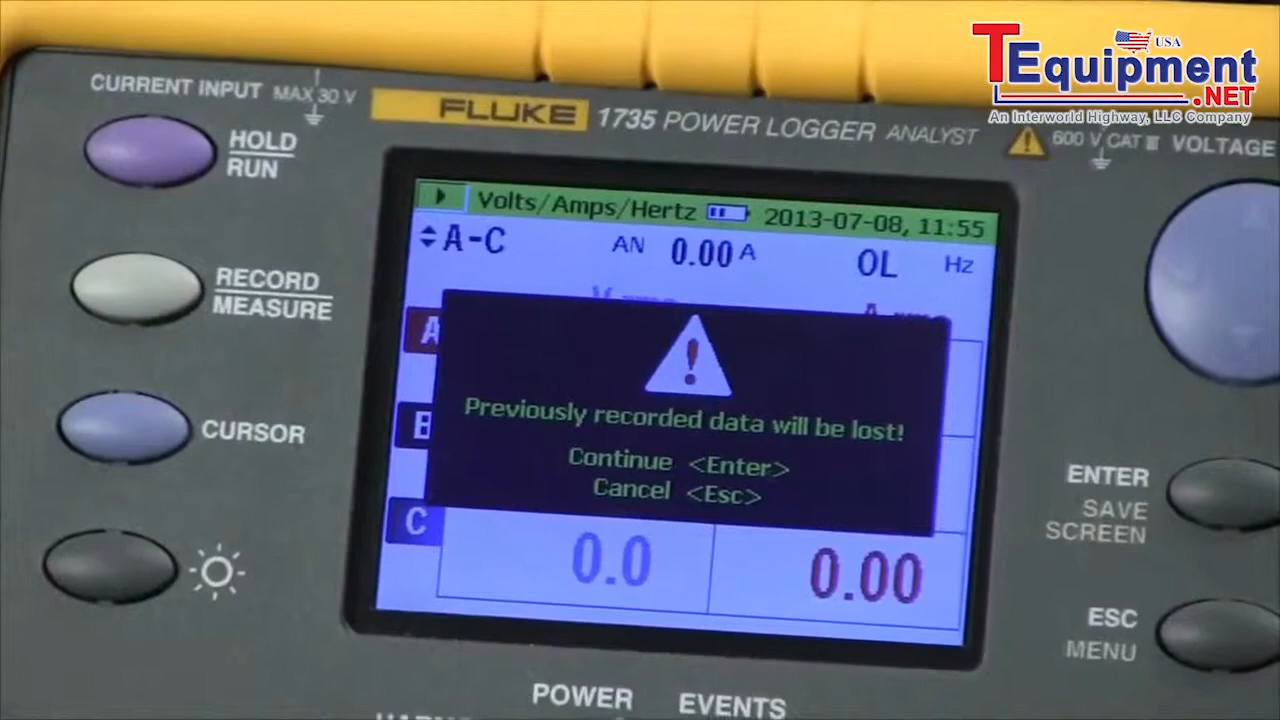 TEquipment
USA
.NET
An Interworld Highway, LLC Company
CURRENT INPUT MAX 30 V
FLUKE 1735 POWER LOGGER ANALYST
600 V CAT III VOLTAGE
HOLD
RUN
RECORD
MEASURE
CURSOR
Volts/Amps/Hertz 2013-07-08, 11:55
A-C AN 0.00 A OL Hz
A
Previously recorded data will be lost!
B
Continue <Enter>
Cancel <Esc>
C
0.0 0.00
ENTER
SAVE
SCREEN
ESC
MENU
POWER EVENTS